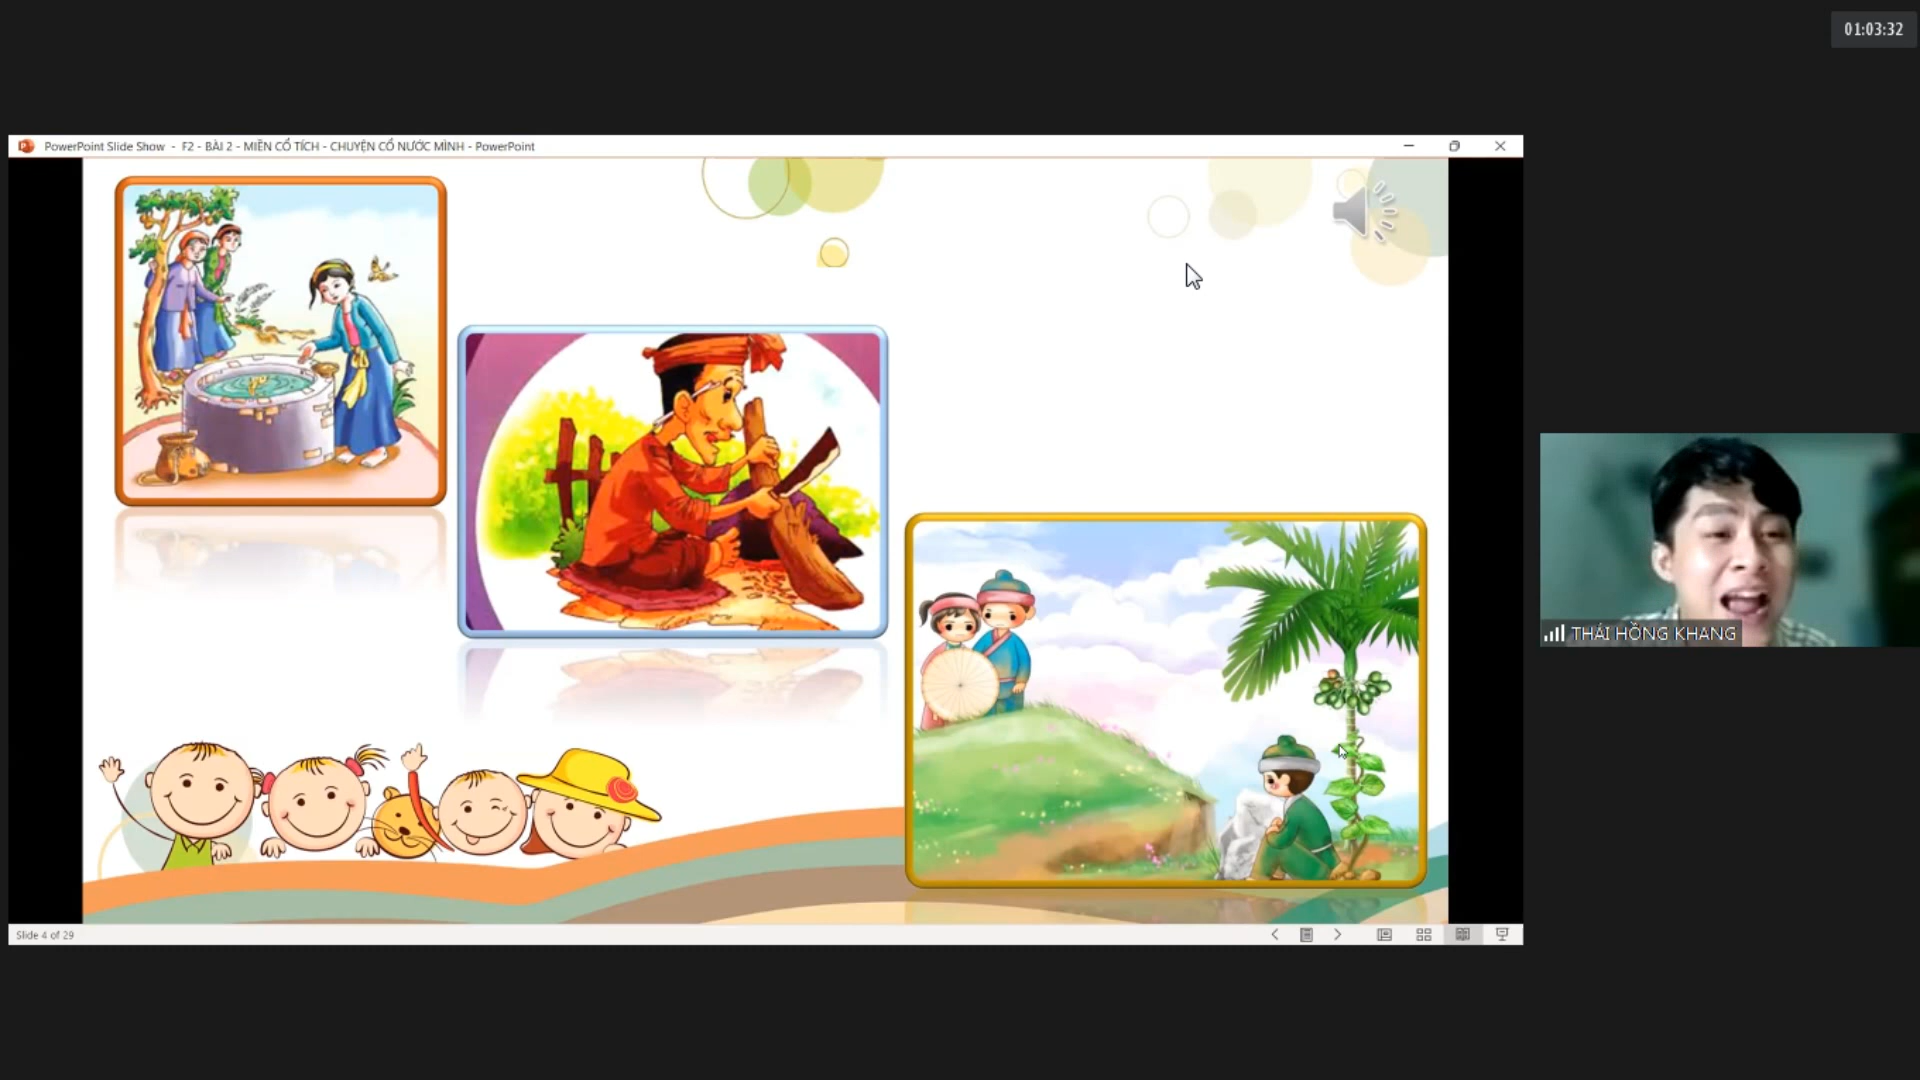 01:03:32
PowerPoint Slide Show - F2 - BÀI 2 - MIỀN CỔ TÍCH - CHUYỆN CỔ NƯỚC MÌNH - PowerPoint
THÁI HỒNG KHANG
Slide 4 of 29